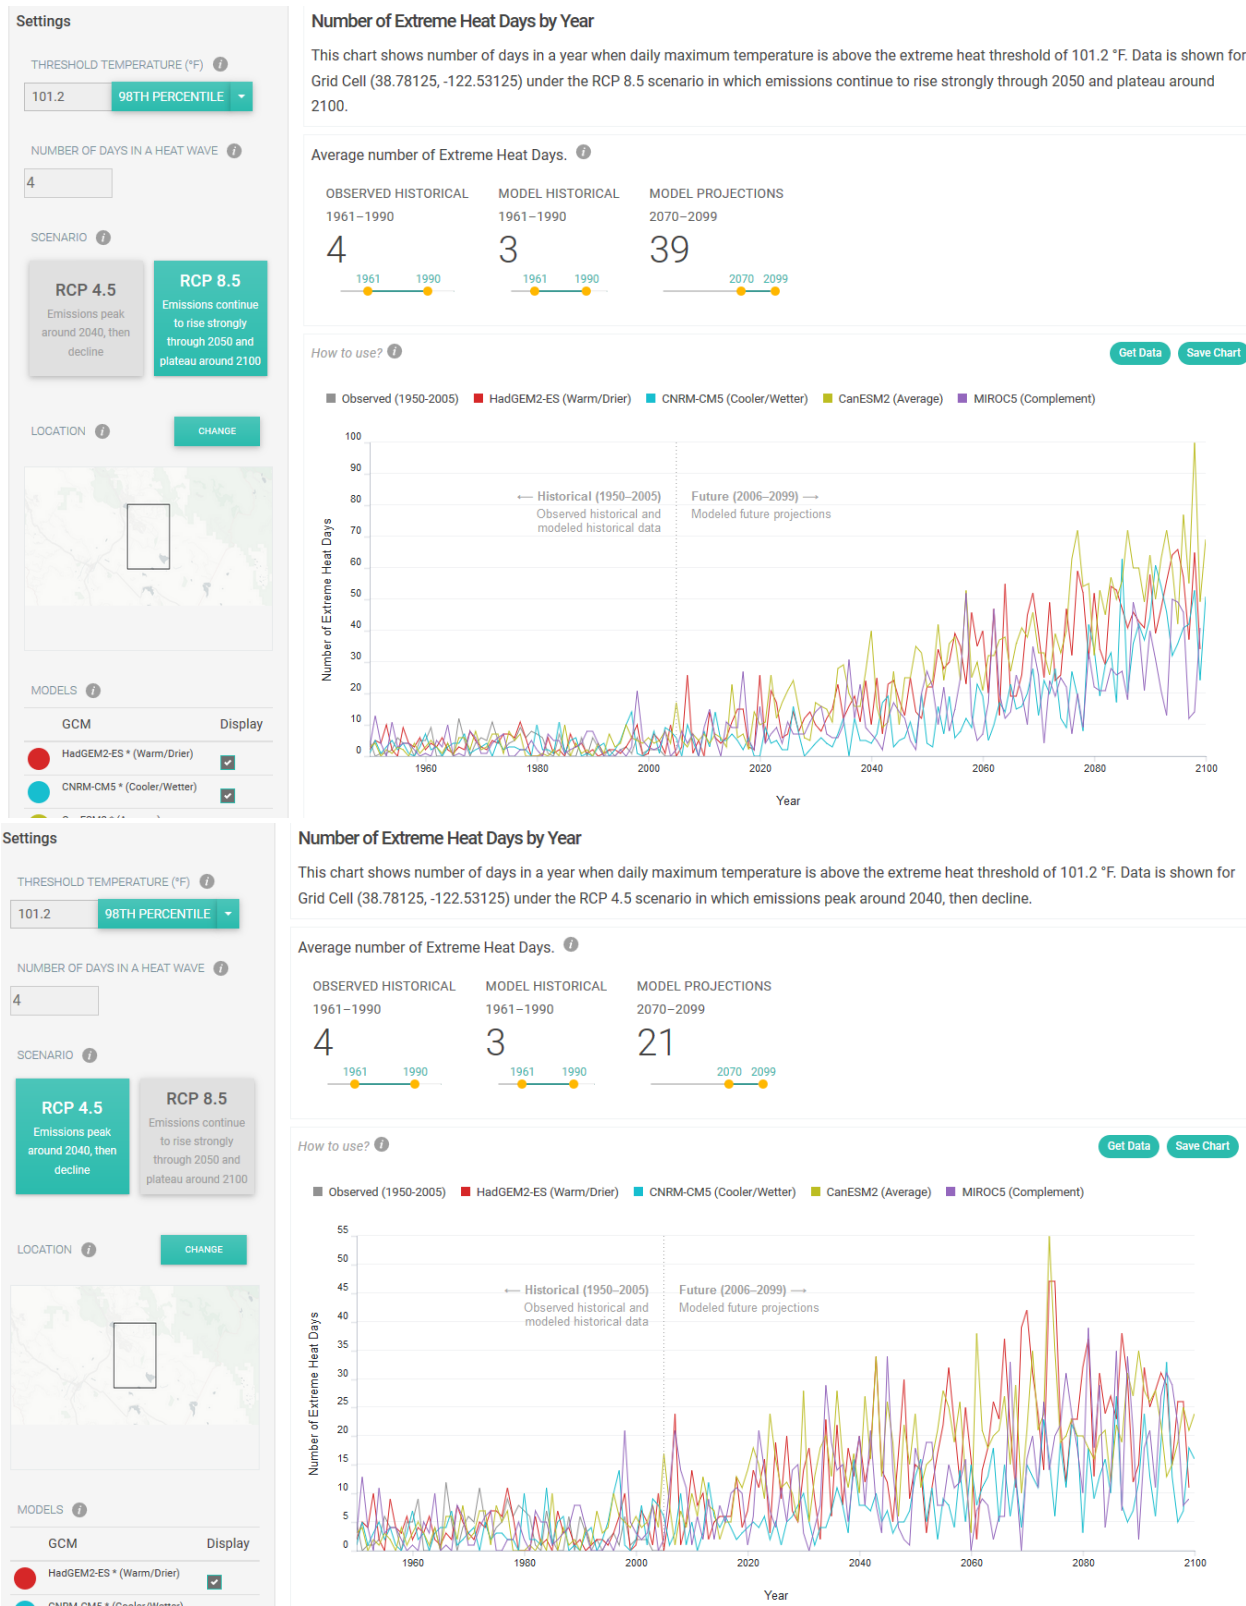 Settings
THRESHOLD TEMPERATURE (°F) i
101.2 98TH PERCENTILE
NUMBER OF DAYS IN A HEAT WAVE i
4
SCENARIO i
RCP 4.5
Emissions peak
around 2040, then
decline
RCP 8.5
Emissions continue
to rise strongly
through 2050 and
plateau around 2100
LOCATION i CHANGE
MODELS i
GCM Display
HadGEM2-ES * (Warm/Drier)
CNRM-CM5 * (Cooler/Wetter)
Number of Extreme Heat Days by Year
This chart shows number of days in a year when daily maximum temperature is above the extreme heat threshold of 101.2 °F. Data is shown for
Grid Cell (38.78125, -122.53125) under the RCP 8.5 scenario in which emissions continue to rise strongly through 2050 and plateau around
2100.
Average number of Extreme Heat Days. i
OBSERVED HISTORICAL
1961–1990
4
1961 1990
MODEL HISTORICAL
1961–1990
3
1961 1990
MODEL PROJECTIONS
2070–2099
39
2070 2099
How to use? i Get Data Save Chart
Observed (1950-2005) HadGEM2-ES (Warm/Drier) CNRM-CM5 (Cooler/Wetter) CanESM2 (Average) MIROC5 (Complement)
Number of Extreme Heat Days
100
90
80
70
60
50
40
30
20
10
0
← Historical (1950–2005)
Observed historical and
modeled historical data
Future (2006–2099) →
Modeled future projections
1960 1980 2000 2020 2040 2060 2080 2100
Year
Settings
THRESHOLD TEMPERATURE (°F) i
101.2 98TH PERCENTILE
NUMBER OF DAYS IN A HEAT WAVE i
4
SCENARIO i
RCP 4.5
Emissions peak
around 2040, then
decline
RCP 8.5
Emissions continue
to rise strongly
through 2050 and
plateau around 2100
LOCATION i CHANGE
MODELS i
GCM Display
HadGEM2-ES * (Warm/Drier)
CNRM-CM5 * (Cooler/Wetter)
Number of Extreme Heat Days by Year
This chart shows number of days in a year when daily maximum temperature is above the extreme heat threshold of 101.2 °F. Data is shown for
Grid Cell (38.78125, -122.53125) under the RCP 4.5 scenario in which emissions peak around 2040, then decline.
Average number of Extreme Heat Days. i
OBSERVED HISTORICAL
1961–1990
4
1961 1990
MODEL HISTORICAL
1961–1990
3
1961 1990
MODEL PROJECTIONS
2070–2099
21
2070 2099
How to use? i Get Data Save Chart
Observed (1950-2005) HadGEM2-ES (Warm/Drier) CNRM-CM5 (Cooler/Wetter) CanESM2 (Average) MIROC5 (Complement)
Number of Extreme Heat Days
55
50
45
40
35
30
25
20
15
10
5
0
← Historical (1950–2005)
Observed historical and
modeled historical data
Future (2006–2099) →
Modeled future projections
1960 1980 2000 2020 2040 2060 2080 2100
Year